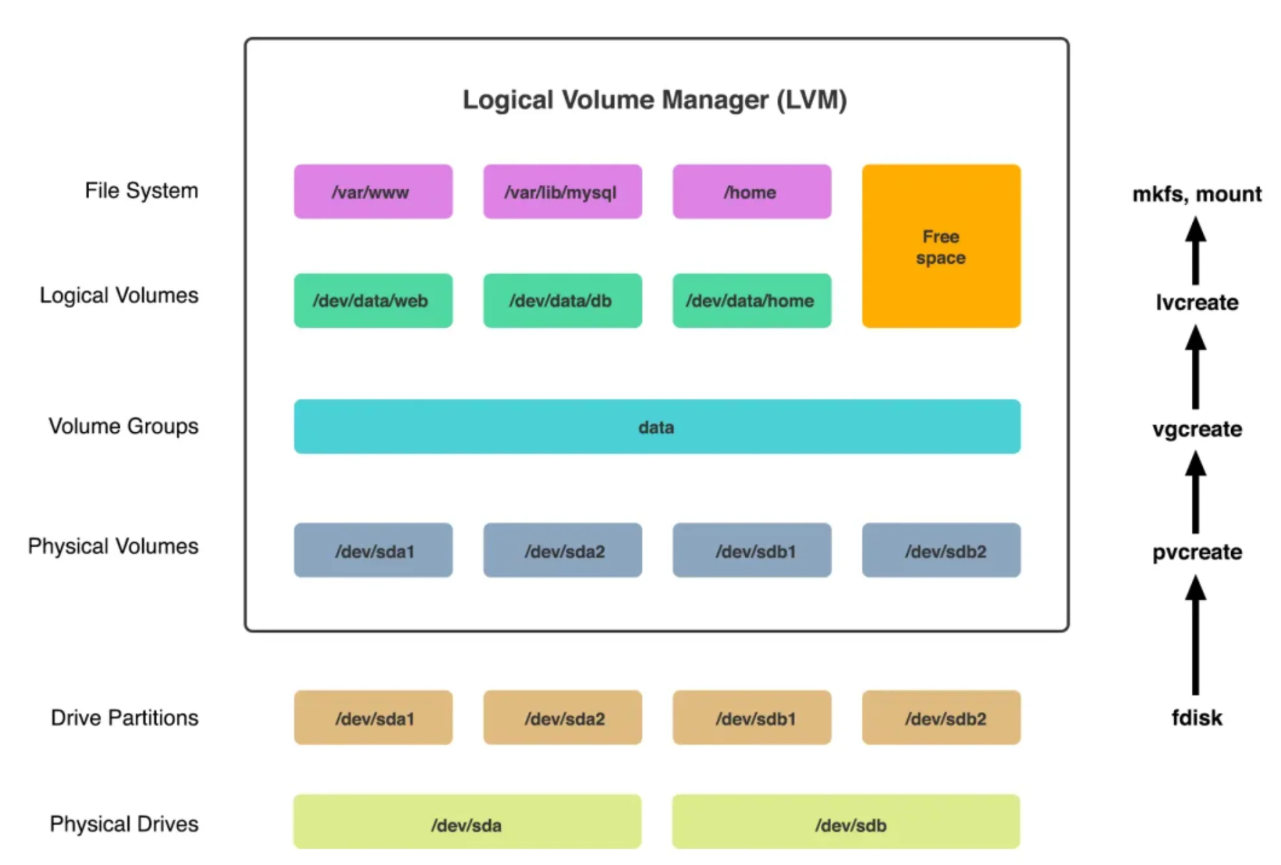 Logical Volume Manager (LVM)
File System
/var/www
/var/lib/mysql
/home
Free
space
mkfs, mount
Logical Volumes
/dev/data/web
/dev/data/db
/dev/data/home
lvcreate
Volume Groups
data
vgcreate
Physical Volumes
/dev/sda1
/dev/sda2
/dev/sdb1
/dev/sdb2
pvcreate
Drive Partitions
/dev/sda1
/dev/sda2
/dev/sdb1
/dev/sdb2
fdisk
Physical Drives
/dev/sda
/dev/sdb